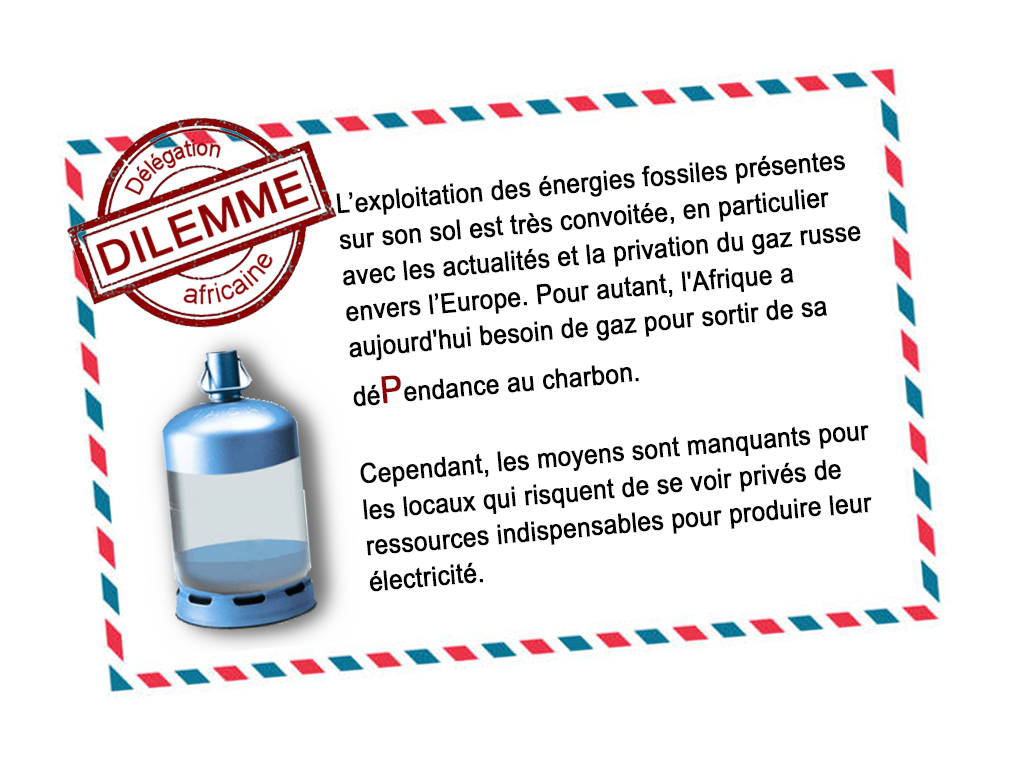 Délégation
DILEMME
africaine
L'exploitation des énergies fossiles présentes
sur son sol est très convoitée, en particulier
avec les actualités et la privation du gaz russe
envers l'Europe. Pour autant, l'Afrique a
aujourd'hui besoin de gaz pour sortir de sa
déPendance au charbon.
Cependant, les moyens sont manquants pour
les locaux qui risquent de se voir privés de
ressources indispensables pour produire leur
électricité.